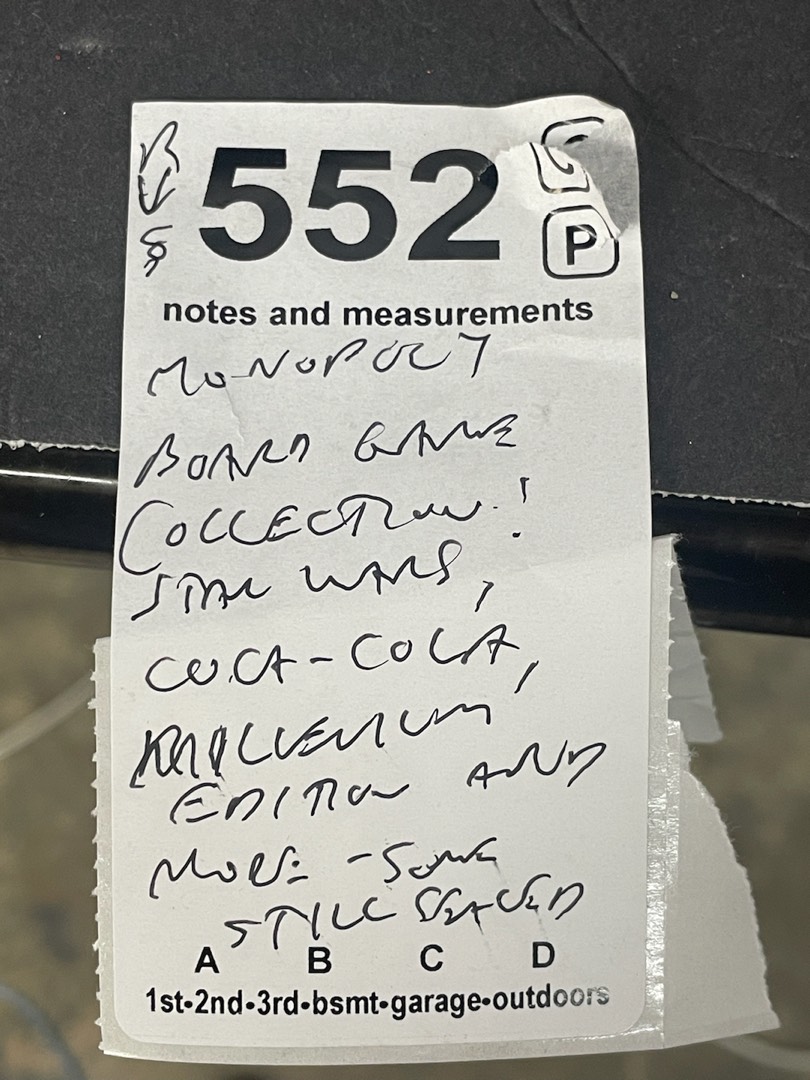 552
P
notes and measurements
MONOPOLY
BOARD GAME
COLLECTION!
STAR WARS,
COCA-COLA,
MILLENIUM
EDITION AND
MORE - SOME
STILL SEALED
A B C D
1st•2nd•3rd•bsmt•garage•outdoors